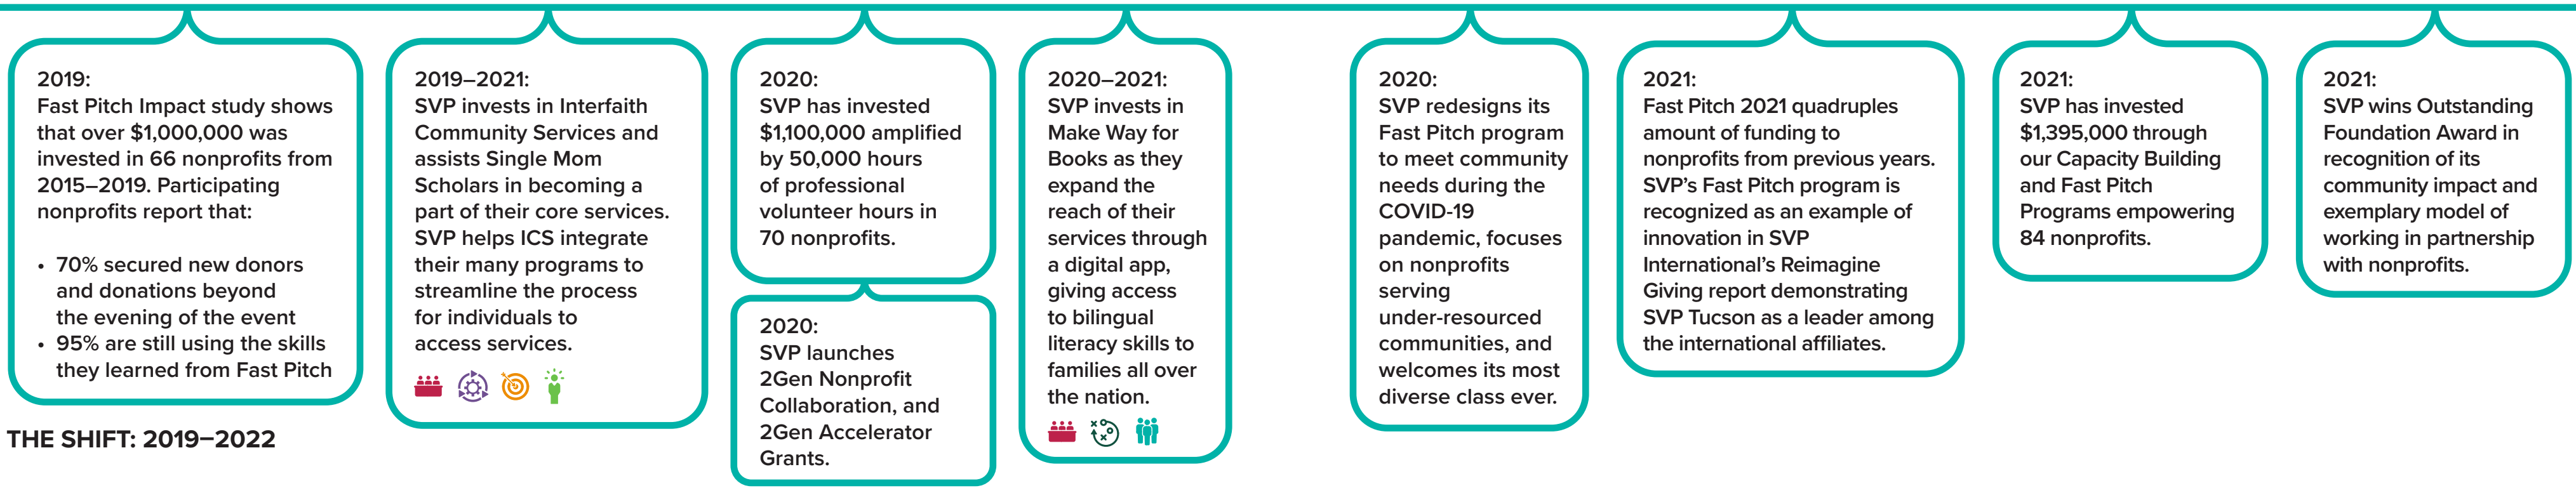 2019:
Fast Pitch Impact study shows
that over $1,000,000 was
invested in 66 nonprofits from
2015–2019. Participating
nonprofits report that:
• 70% secured new donors
and donations beyond
the evening of the event
• 95% are still using the skills
they learned from Fast Pitch
THE SHIFT: 2019–2022
2019–2021:
SVP invests in Interfaith
Community Services and
assists Single Mom
Scholars in becoming a
part of their core services.
SVP helps ICS integrate
their many programs to
streamline the process
for individuals to
access services.
2020:
SVP has invested
$1,100,000 amplified
by 50,000 hours
of professional
volunteer hours in
70 nonprofits.
2020:
SVP launches
2Gen Nonprofit
Collaboration, and
2Gen Accelerator
Grants.
2020–2021:
SVP invests in
Make Way for
Books as they
expand the
reach of their
services through
a digital app,
giving access
to bilingual
literacy skills to
families all over
the nation.
2020:
SVP redesigns its
Fast Pitch program
to meet community
needs during the
COVID-19
pandemic, focuses
on nonprofits
serving
under-resourced
communities, and
welcomes its most
diverse class ever.
2021:
Fast Pitch 2021 quadruples
amount of funding to
nonprofits from previous years.
SVP's Fast Pitch program is
recognized as an example of
innovation in SVP
International's Reimagine
Giving report demonstrating
SVP Tucson as a leader among
the international affiliates.
2021:
SVP has invested
$1,395,000 through
our Capacity Building
and Fast Pitch
Programs empowering
84 nonprofits.
2021:
SVP wins Outstanding
Foundation Award in
recognition of its
community impact and
exemplary model of
working in partnership
with nonprofits.